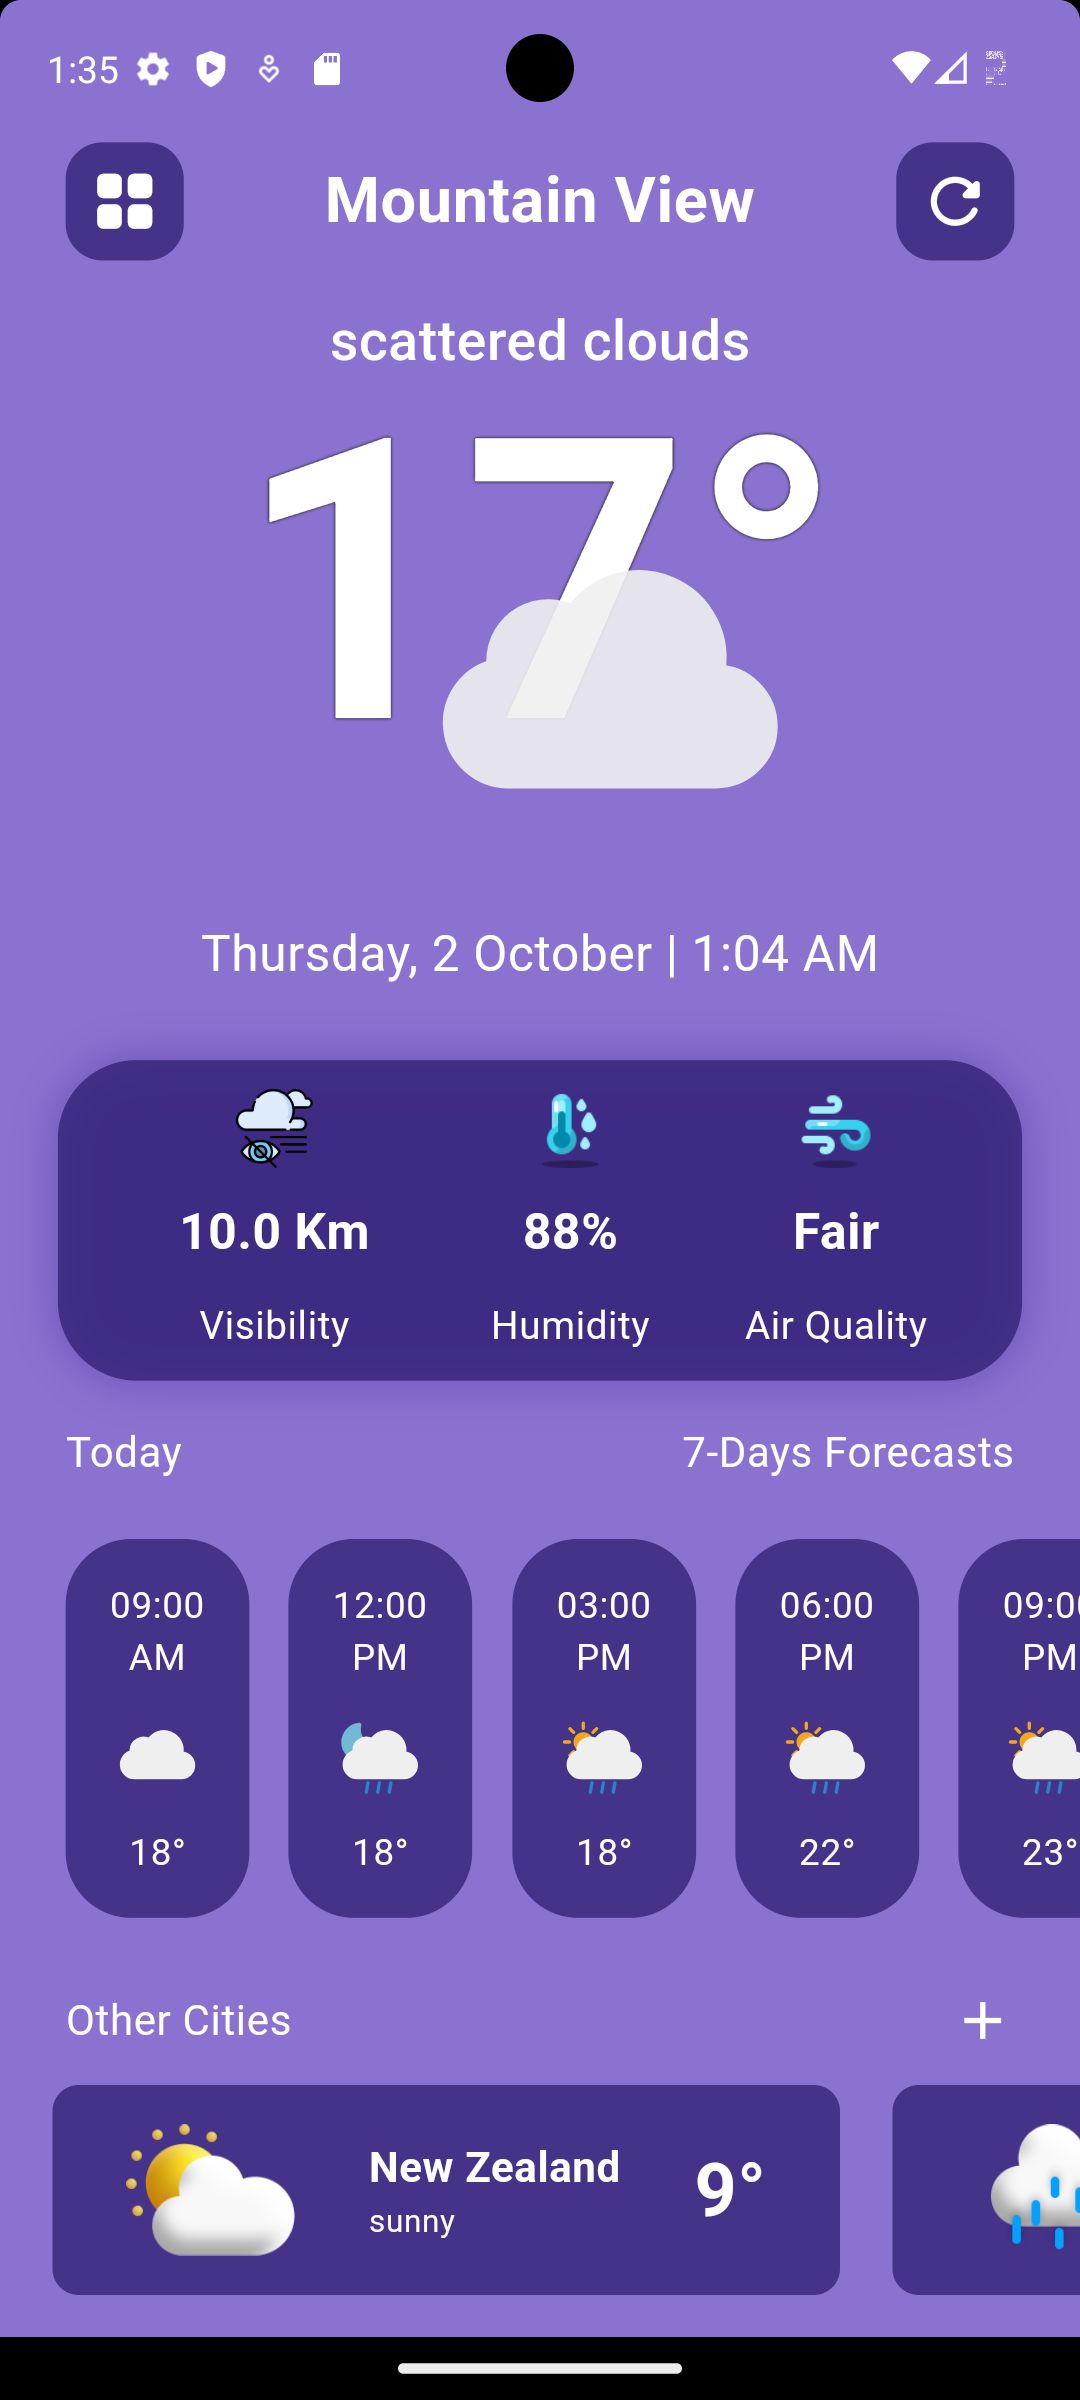 1:35
Mountain View
scattered clouds
17°
Thursday, 2 October | 1:04 AM
10.0 Km
88%
Fair
Visibility
Humidity
Air Quality
Today
7-Days Forecasts
09:00 AM
12:00 PM
03:00 PM
06:00 PM
09:00 PM
18°
18°
18°
22°
23°
Other Cities
New Zealand
sunny
9°